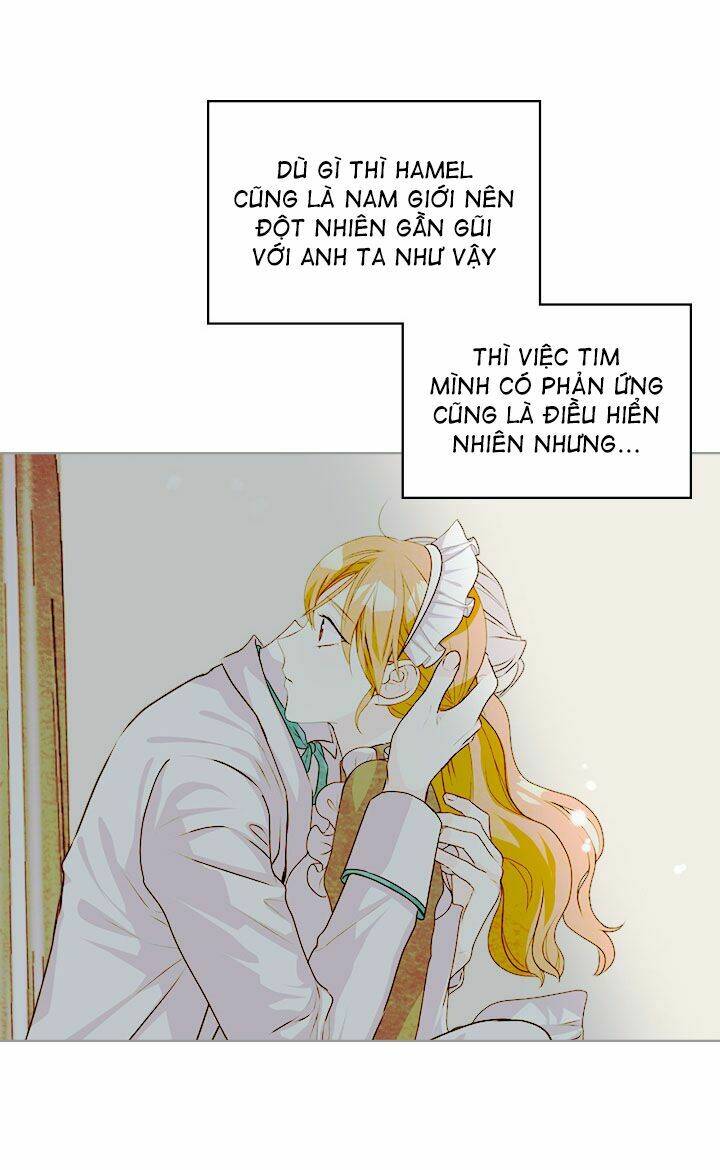 DÙ GÌ THÌ HAMEL
CŨNG LÀ NAM GIỚI NÊN
ĐỘT NHIÊN GẦN GŨI
VỚI ANH TA NHƯ VẬY
THÌ VIỆC TIM
MÌNH CÓ PHẢN ỨNG
CŨNG LÀ ĐIỀU HIỂN
NHIÊN NHƯNG...